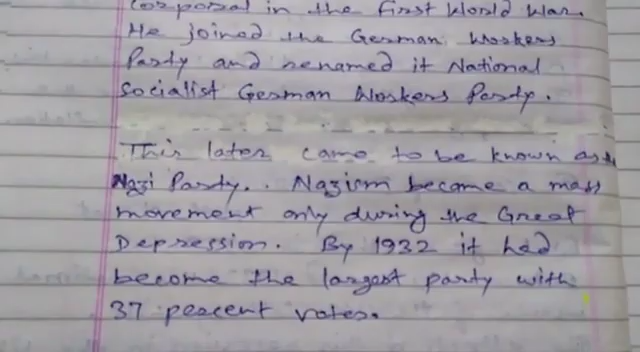 Corporal in the First World War.
He joined the German Workers
Party and renamed it National
Socialist German Workers Party.
This later came to be known as
Nazi Party. Nazism became a mass
movement only during the Great
Depression. By 1932 it had
become the largest party with
37 percent votes.